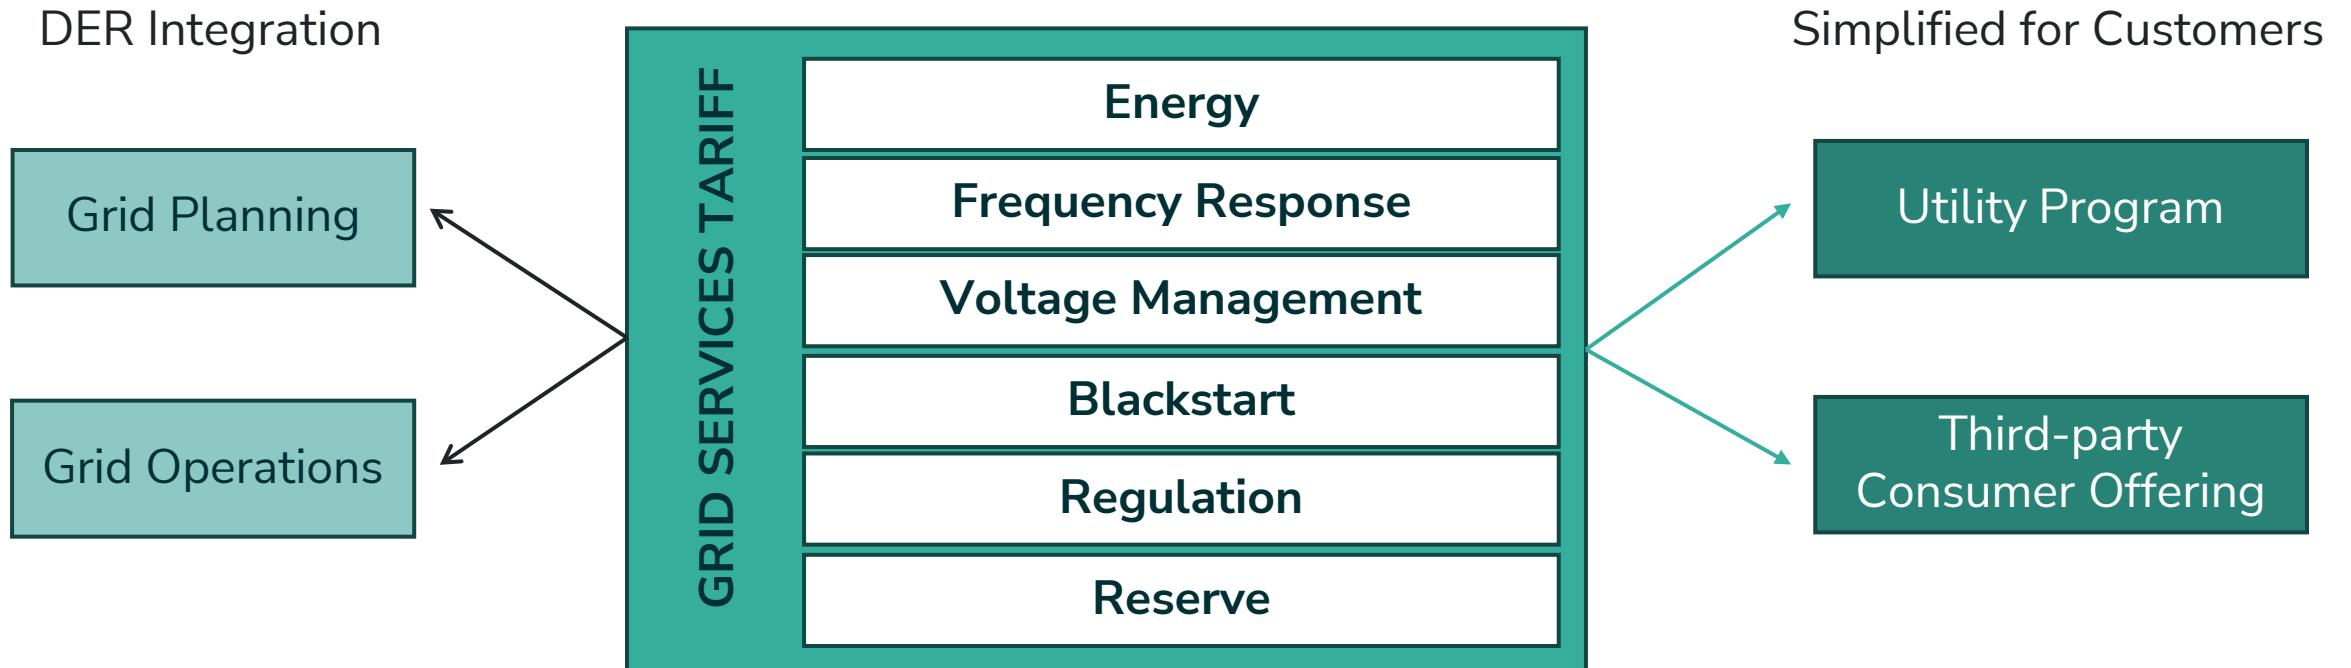 DER Integration
Grid Planning
Grid Operations
GRID SERVICES TARIFF
Energy
Frequency Response
Voltage Management
Blackstart
Regulation
Reserve
Simplified for Customers
Utility Program
Third-party
Consumer Offering